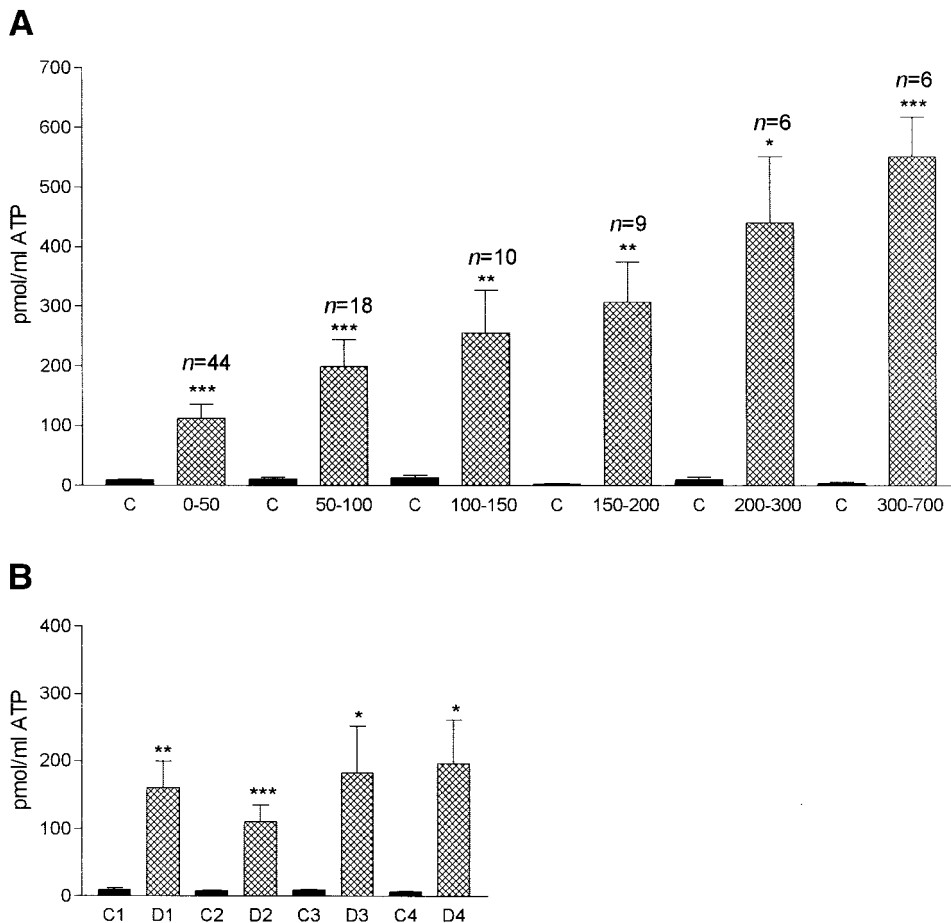 A
700
n=6
***
n=6
*
600
500
n=9
**
400
n=10
**
n=18
***
300
n=44
***
200
100
0
pmol/ml ATP
C 0-50 C 50-100 C 100-150 C 150-200 C 200-300 C 300-700
B
400
300
*
*
**
200
***
100
0
pmol/ml ATP
C1 D1 C2 D2 C3 D3 C4 D4